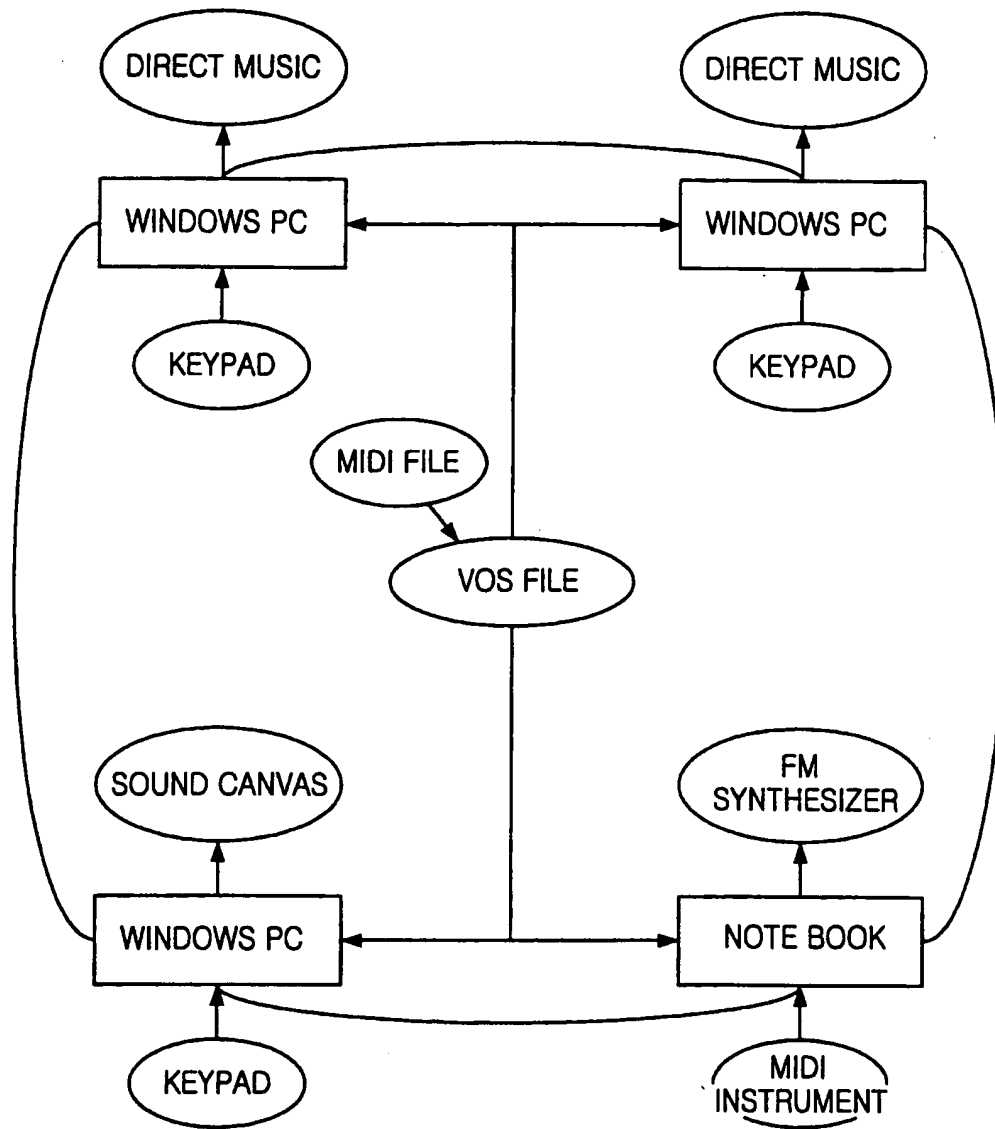 DIRECT MUSIC
DIRECT MUSIC
WINDOWS PC
WINDOWS PC
KEYPAD
KEYPAD
MIDI FILE
VOS FILE
SOUND CANVAS
FM
SYNTHESIZER
WINDOWS PC
NOTE BOOK
KEYPAD
MIDI
INSTRUMENT